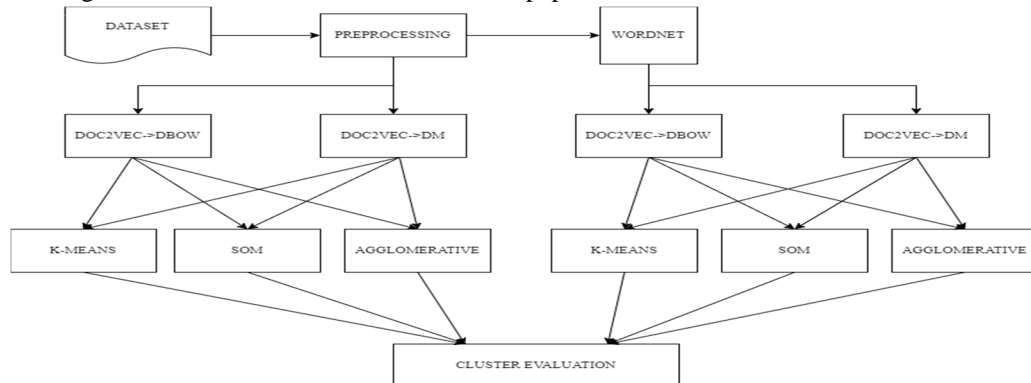 DATASET
PREPROCESSING
WORDNET
DOC2VEC->DBOW
DOC2VEC->DM
DOC2VEC->DBOW
DOC2VEC->DM
K-MEANS
SOM
AGGLOMERATIVE
K-MEANS
SOM
AGGLOMERATIVE
CLUSTER EVALUATION